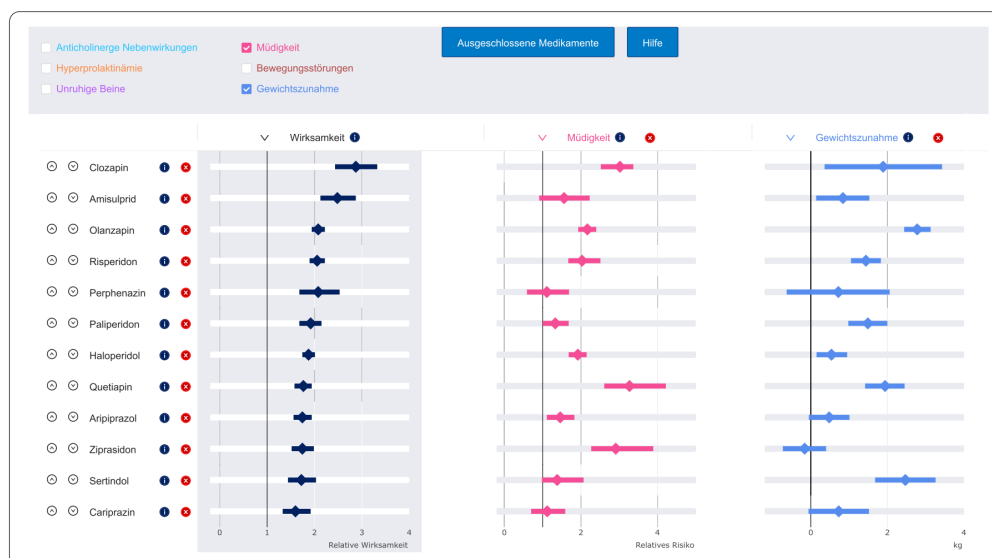 Anticholinerge Nebenwirkungen
Müdigkeit
Ausgeschlossene Medikamente
Hilfe
Hyperprolaktinämie
Bewegungsstörungen
Unruhige Beine
Gewichtszunahme
Wirksamkeit
Müdigkeit
Gewichtszunahme
Clozapin
Amisulprid
Olanzapin
Risperidon
Perphenazin
Paliperidon
Haloperidol
Quetiapin
Aripiprazol
Ziprasidon
Sertindol
Cariprazin
0 1 2 3 4
Relative Wirksamkeit
0 2 4
Relatives Risiko
0 2 4
kg